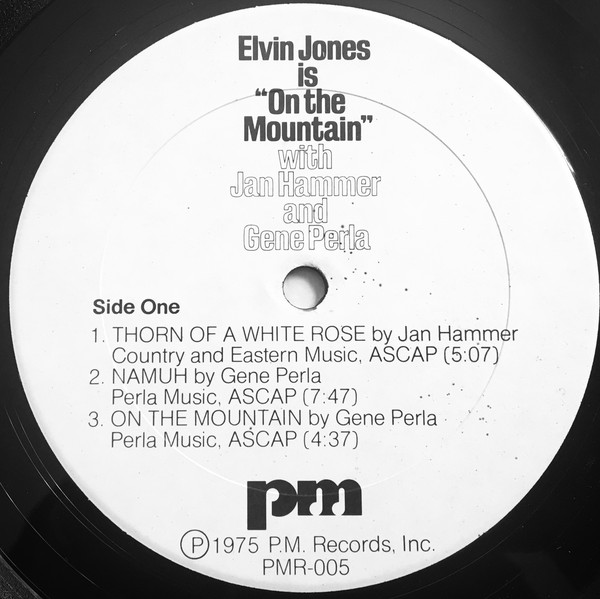 Elvin Jones
is
“On the
Mountain”
with
Jan Hammer
and
Gene Perla
Side One
1. THORN OF A WHITE ROSE by Jan Hammer
Country and Eastern Music, ASCAP (5:07)
2. NAMUH by Gene Perla
Perla Music, ASCAP (7:47)
3. ON THE MOUNTAIN by Gene Perla
Perla Music, ASCAP (4:37)
pm
Ⓟ1975 P.M. Records, Inc.
PMR-005